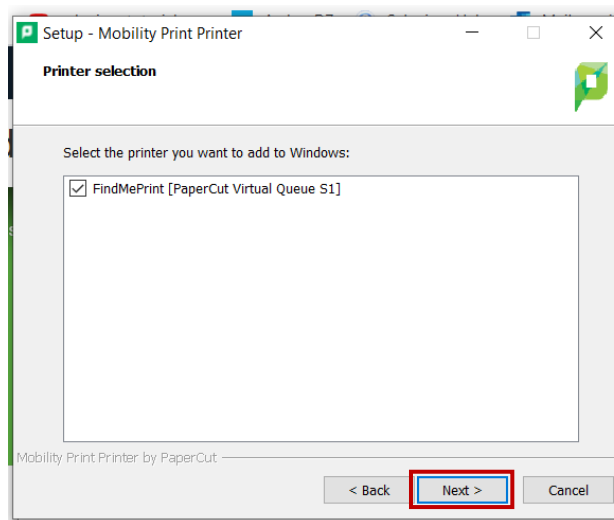 Setup - Mobility Print Printer
Printer selection
Select the printer you want to add to Windows:
FindMePrint [PaperCut Virtual Queue S1]
Mobility Print Printer by PaperCut
< Back
Next >
Cancel